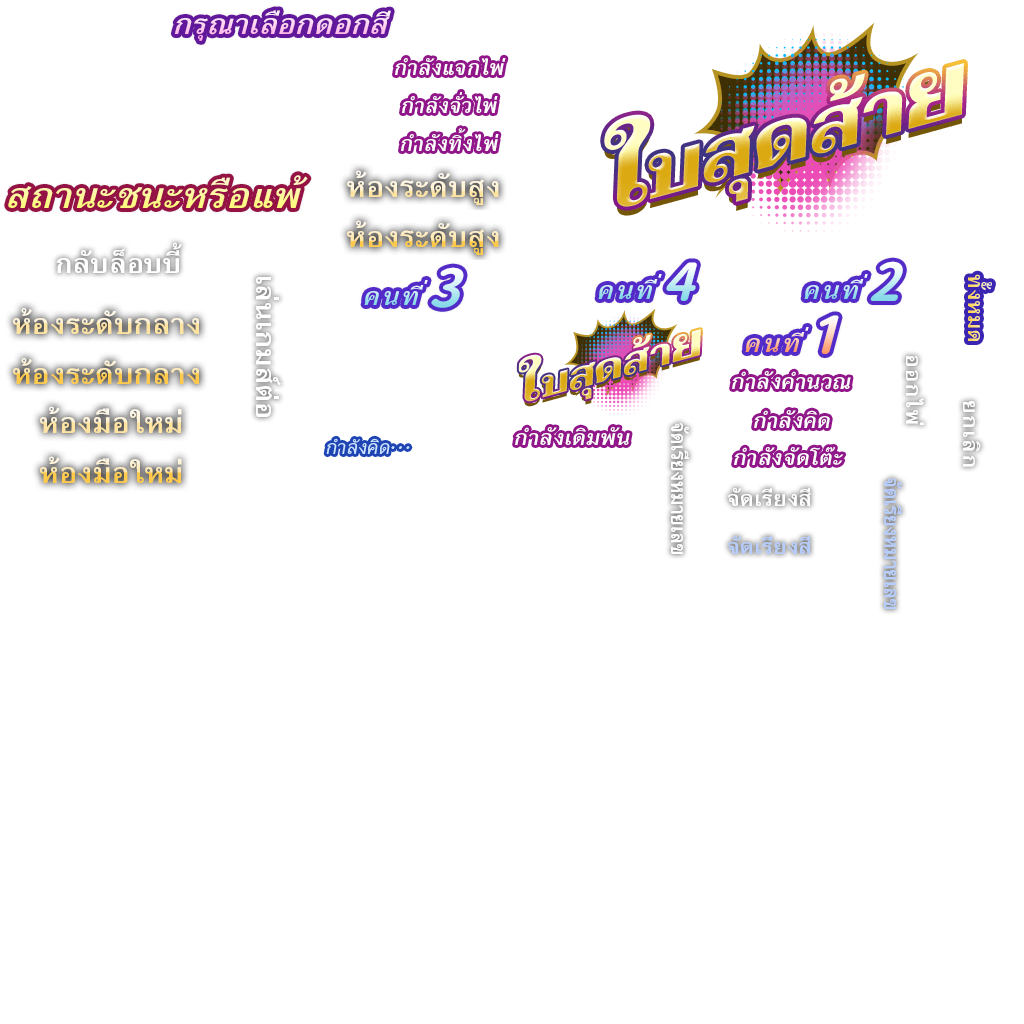 กรุณาเลือกดอกสี
กำลังแจกไพ่
กำลังจั่วไพ่
กำลังทิ้งไพ่
ใบสุดส้าย
สถานะชนะหรือแพ้
ห้องระดับสูง
ห้องระดับสูง
กลับล็อบบี้
เล่นเกมส์ต่อ
คนที่ 3
คนที่ 4
คนที่ 2
ทั้งหมด
ห้องระดับกลาง
ห้องระดับกลาง
ห้องมือใหม่
ห้องมือใหม่
ใบสุดส้าย
คนที่ 1
กำลังคำนวณ
ออกไพ่
ยกเลิก
กำลังคิด
กำลังคิด...
กำลังเดิมพัน
กำลังจัดโต๊ะ
จัดเรียงหมายเลข
จัดเรียงสี
จัดเรียงสี
จัดเรียงหมายเลข